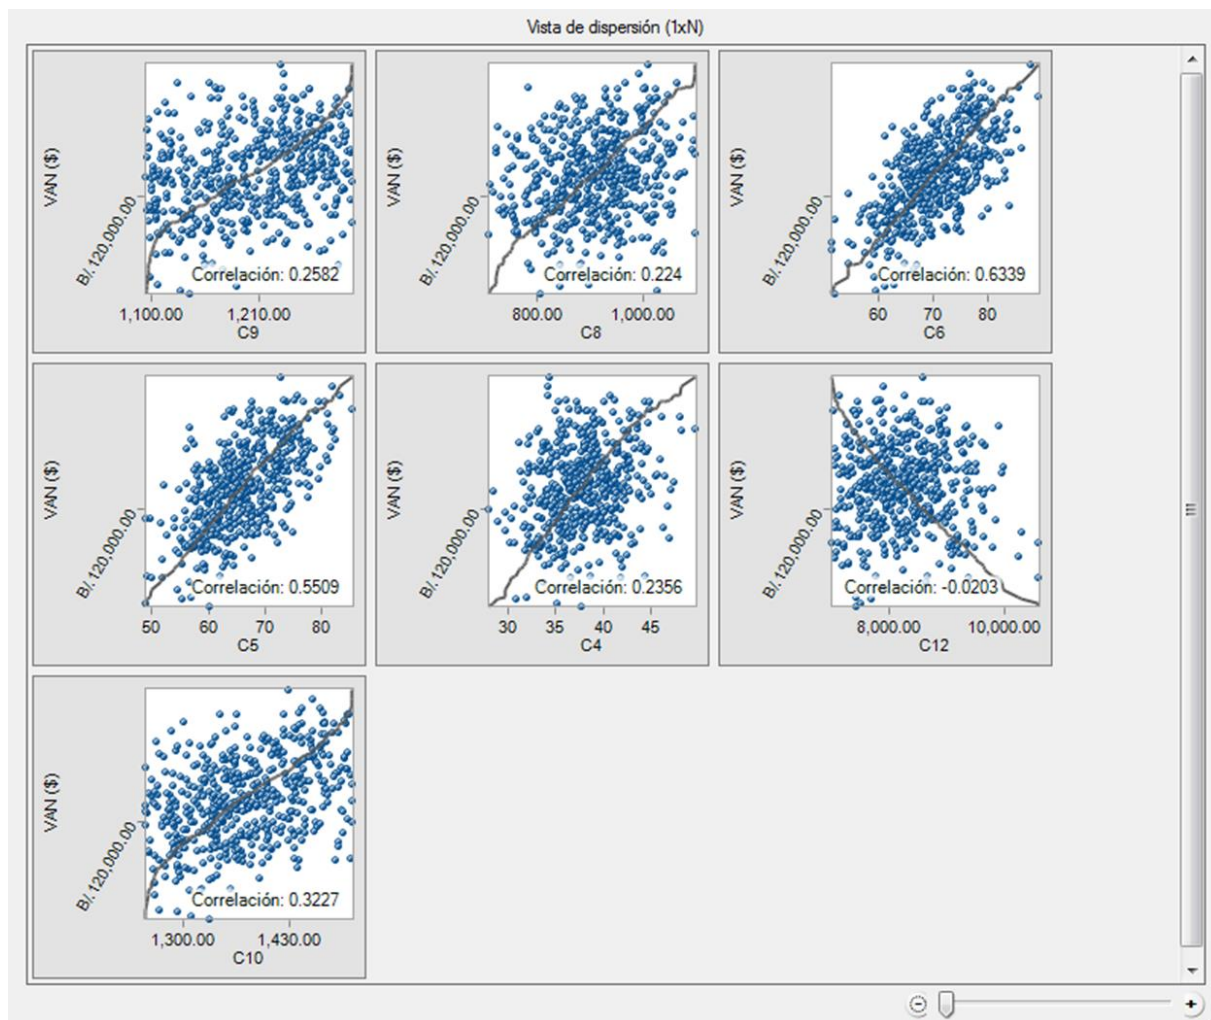 Vista de dispersión (1xN)
VAN ($)
B/.120,000.00
Correlación: 0.2582
1,100.00 1,210.00
C9
VAN ($)
B/.120,000.00
Correlación: 0.224
800.00 1,000.00
C8
VAN ($)
B/.120,000.00
Correlación: 0.6339
60 70 80
C6
VAN ($)
B/.120,000.00
Correlación: 0.5509
50 60 70 80
C5
VAN ($)
B/.120,000.00
Correlación: 0.2356
30 35 40 45
C4
VAN ($)
B/.120,000.00
Correlación: -0.0203
8,000.00 10,000.00
C12
VAN ($)
B/.120,000.00
Correlación: 0.3227
1,300.00 1,430.00
C10